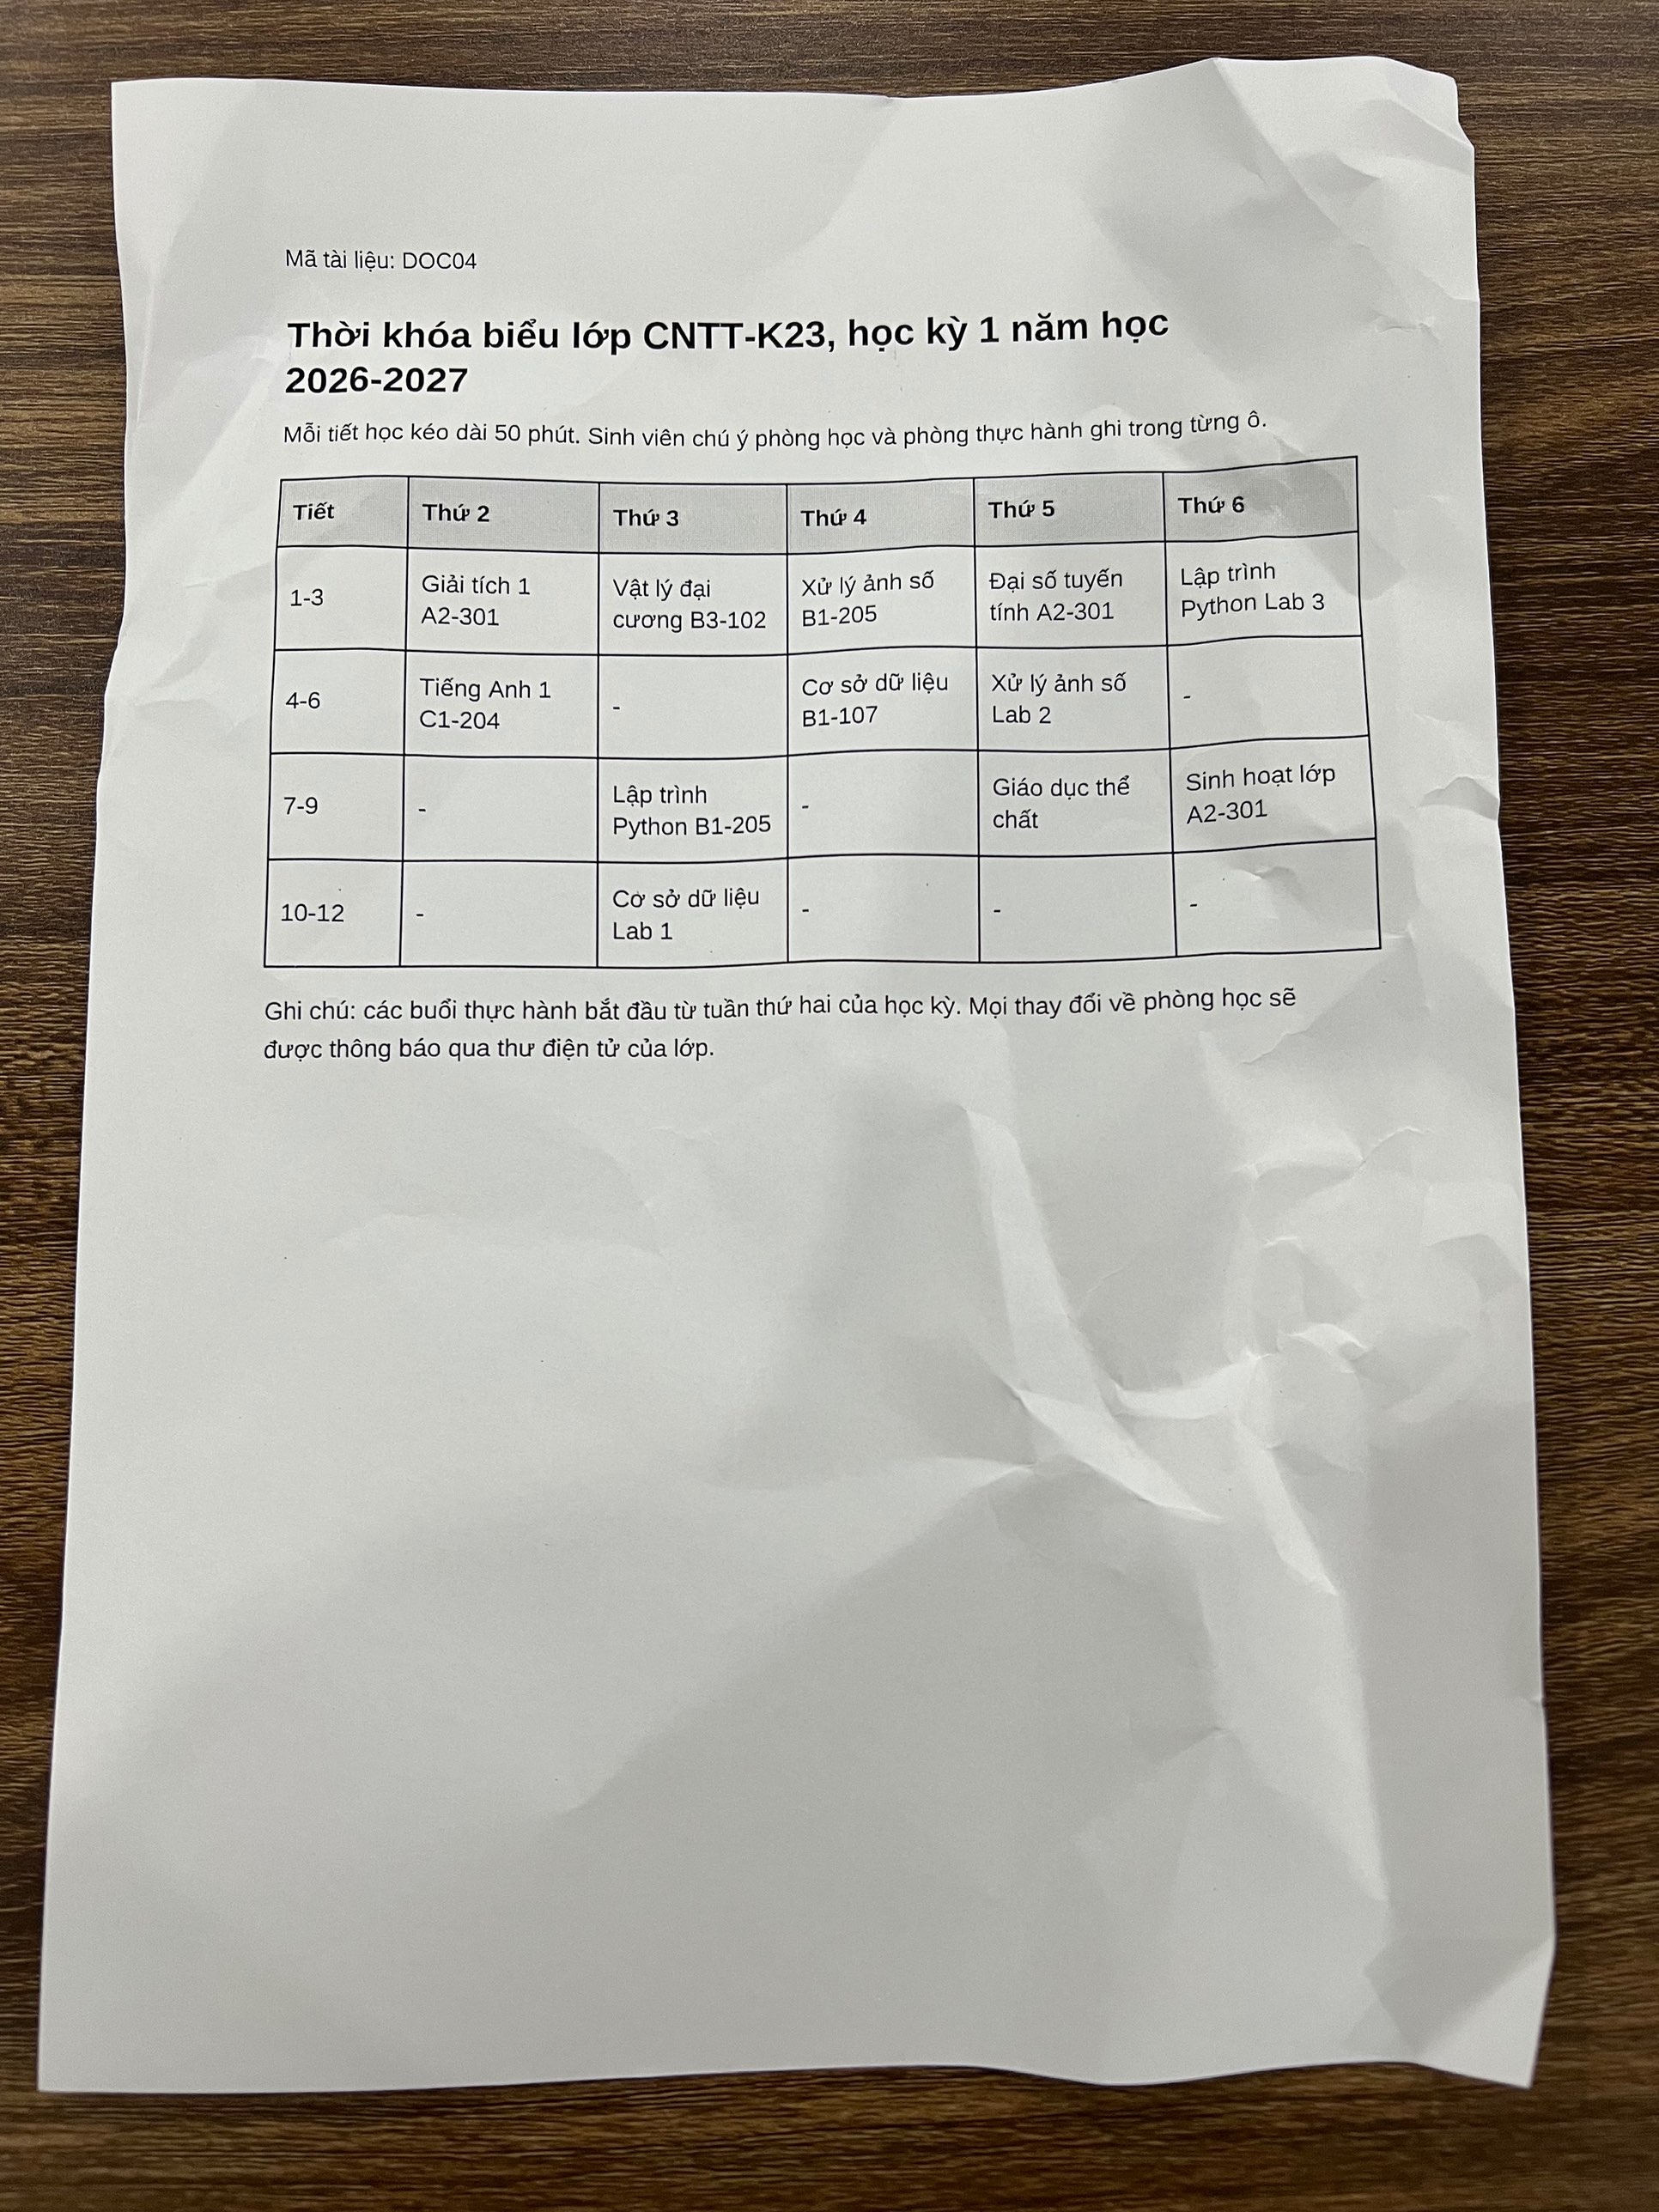 Mã tài liệu: DOC04
Thời khóa biểu lớp CNTT-K23, học kỳ 1 năm học
2026-2027
Mỗi tiết học kéo dài 50 phút. Sinh viên chú ý phòng học và phòng thực hành ghi trong từng ô.
Tiết Thứ 2 Thứ 3 Thứ 4 Thứ 5 Thứ 6
1-3 Giải tích 1 Vật lý đại Xử lý ảnh số Đại số tuyến Lập trình
A2-301 cương B3-102 B1-205 tính A2-301 Python Lab 3
4-6 Tiếng Anh 1 - Cơ sở dữ liệu Xử lý ảnh số -
C1-204 B1-107 Lab 2
7-9 - Lập trình - Giáo dục thể Sinh hoạt lớp
Python B1-205 chất A2-301
10-12 - Cơ sở dữ liệu - - -
Lab 1
Ghi chú: các buổi thực hành bắt đầu từ tuần thứ hai của học kỳ. Mọi thay đổi về phòng học sẽ
được thông báo qua thư điện tử của lớp.